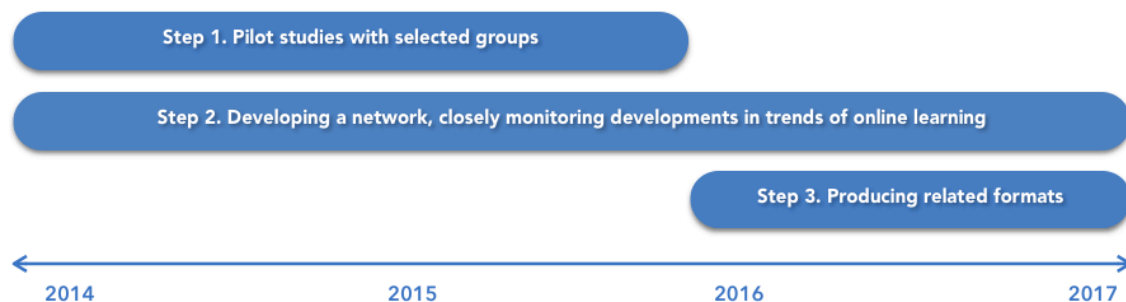 Step 1. Pilot studies with selected groups
Step 2. Developing a network, closely monitoring developments in trends of online learning
Step 3. Producing related formats
2014 2015 2016 2017